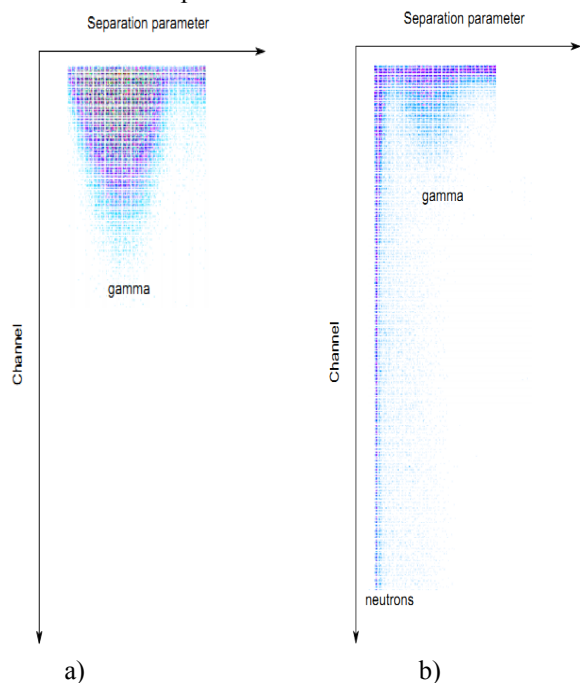 Separation parameter
gamma
Channel
a)
Separation parameter
gamma
Channel
neutrons
b)